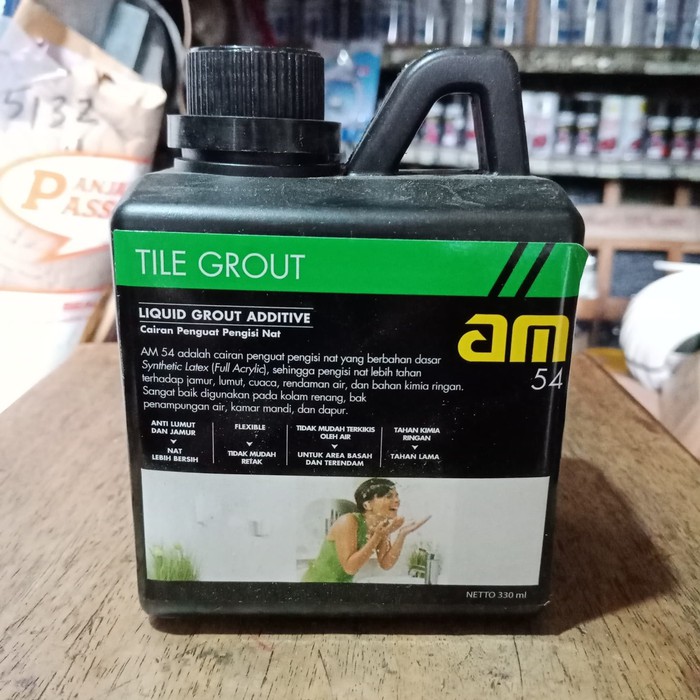 5132
PANJA
PASS
TILE GROUT
LIQUID GROUT ADDITIVE
Cairan Penguat Pengisi Nat
am
54
AM 54 adalah cairan penguat pengisi nat yang berbahan dasar
Synthetic Latex (Full Acrylic), sehingga pengisi nat lebih tahan
terhadap jamur, lumut, cuaca, rendaman air, dan bahan kimia ringan.
Sangat baik digunakan pada kolam renang, bak
penampungan air, kamar mandi, dan dapur.
ANTI LUMUT
DAN JAMUR
NAT
LEBIH BERSIH
FLEXIBLE
TIDAK MUDAH
RETAK
TIDAK MUDAH TERKIKIS
OLEH AIR
UNTUK AREA BASAH
DAN TERENDAM
TAHAN KIMIA
RINGAN
TAHAN LAMA
NETTO 330 ml